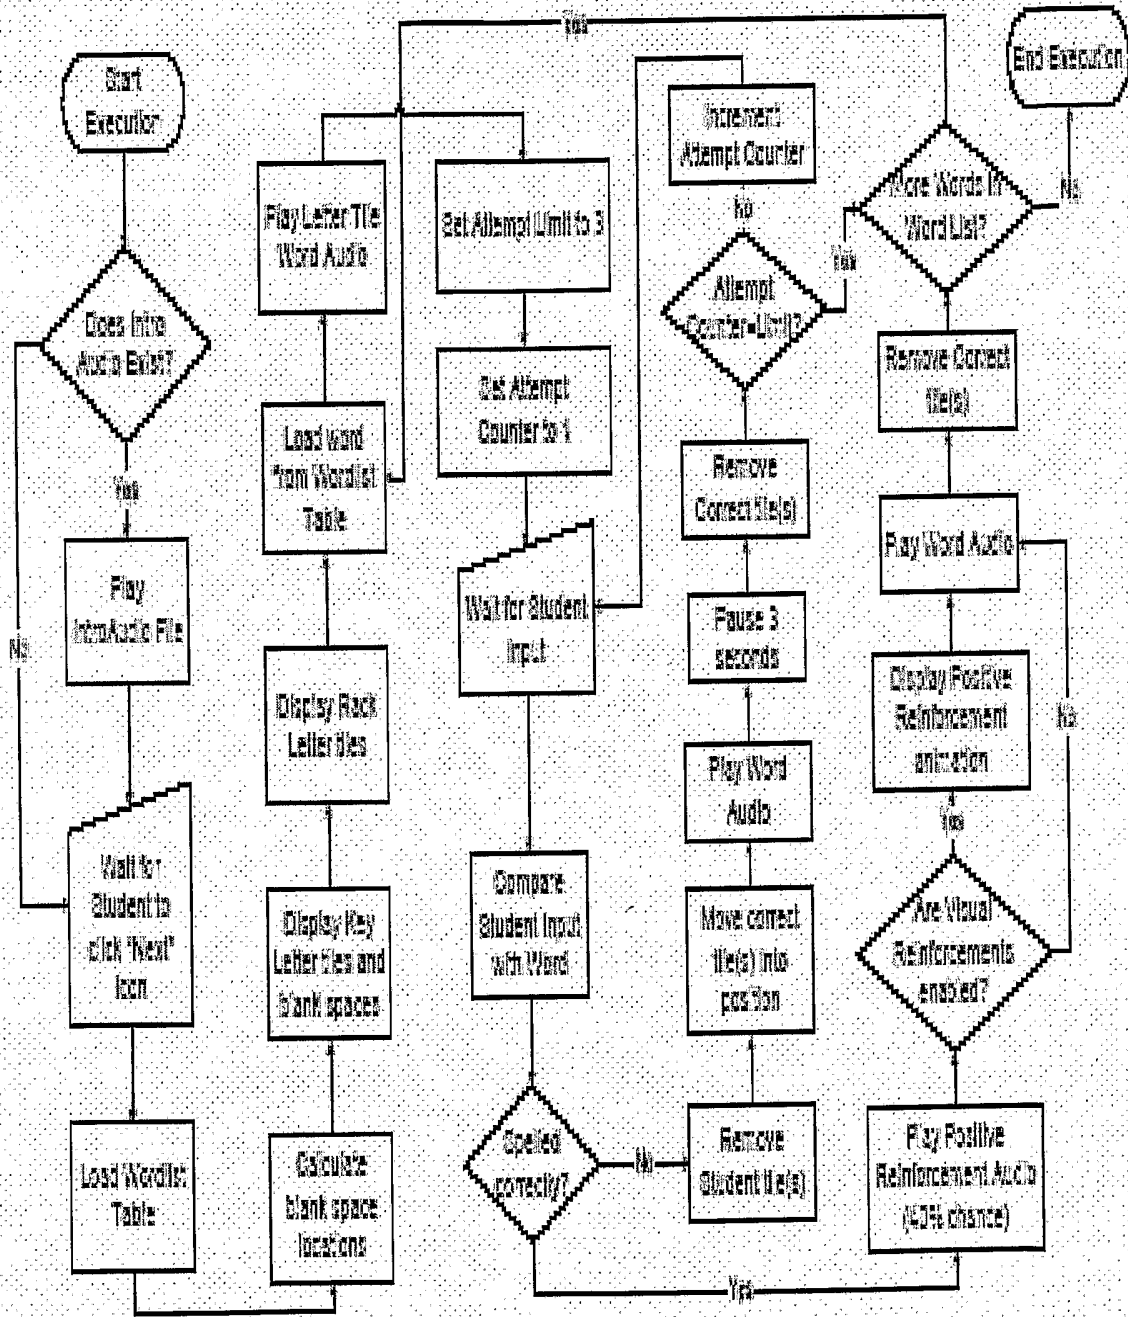 Start
Execution
Does Intro
Audio Exist?
Yes
No
Play
IntroAudio File
Wait for
Student to
click "Next"
Icon
Load Wordlist
Table
Calculate
blank space
locations
Display Key
Letter tiles and
blank spaces
Display Rack
Letter tiles
Load word
from Wordlist
Table
Play Letter Tile
Word Audio
Set Attempt Limit to 3
Set Attempt
Counter to 1
Wait for Student
Input
Compare
Student Input
with Word
Spelled
correctly?
No
Yes
Remove
Student tile(s)
Move correct
tile(s) into
position
Play Word
Audio
Pause 3
seconds
Remove
Correct tile(s)
Attempt
Counter=Limit?
No
Yes
Increment
Attempt Counter
Play Positive
Reinforcement Audio
(40% chance)
Are Visual
Reinforcements
enabled?
Yes
No
Display Positive
Reinforcement
animation
Play Word Audio
Remove Correct
tile(s)
More Words in
Word List?
Yes
No
End Execution